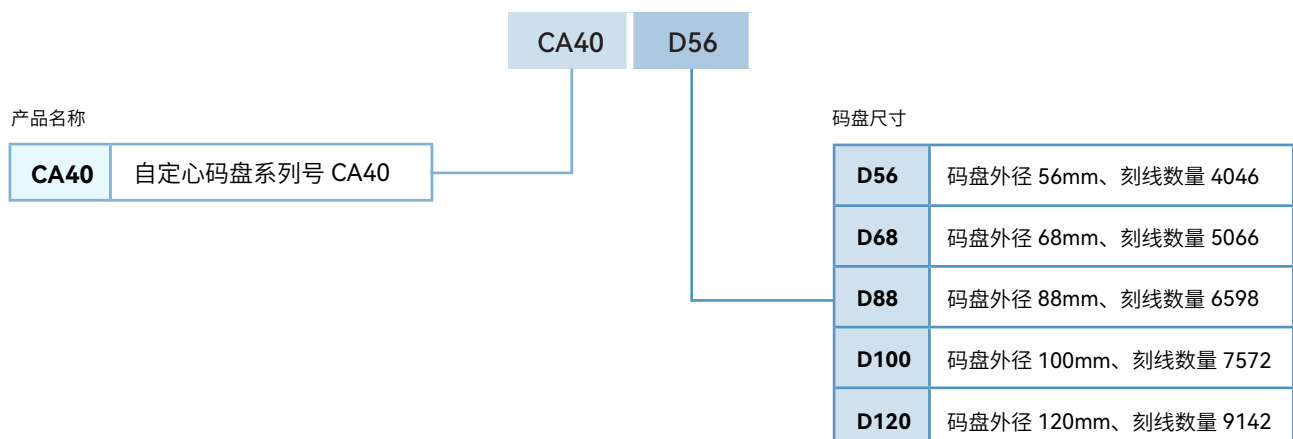 CA40 D56
产品名称
CA40 自定心码盘系列号 CA40
码盘尺寸
D56 码盘外径 56mm、刻线数量 4046
D68 码盘外径 68mm、刻线数量 5066
D88 码盘外径 88mm、刻线数量 6598
D100 码盘外径 100mm、刻线数量 7572
D120 码盘外径 120mm、刻线数量 9142